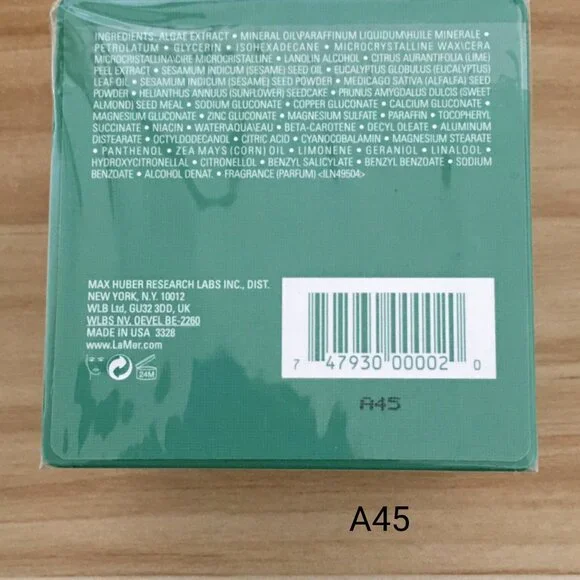 INGREDIENTS: ALGAE EXTRACT • MINERAL OIL\PARAFFINUM LIQUIDUM\HUILE MINERALE •
PETROLATUM • GLYCERIN • ISOHEXADECANE • MICROCRYSTALLINE WAX\CERA
MICROCRISTALLINA\CIRE MICROCRISTALLINE • LANOLIN ALCOHOL • CITRUS AURANTIFOLIA (LIME)
PEEL EXTRACT • SESAMUM INDICUM (SESAME) SEED OIL • EUCALYPTUS GLOBULUS (EUCALYPTUS)
LEAF OIL • SESAMUM INDICUM (SESAME) SEED POWDER • MEDICAGO SATIVA (ALFALFA) SEED
POWDER • HELIANTHUS ANNUUS (SUNFLOWER) SEEDCAKE • PRUNUS AMYGDALUS DULCIS (SWEET
ALMOND) SEED MEAL • SODIUM GLUCONATE • COPPER GLUCONATE • CALCIUM GLUCONATE •
MAGNESIUM GLUCONATE • ZINC GLUCONATE • MAGNESIUM SULFATE • PARAFFIN • TOCOPHERYL
SUCCINATE • NIACIN • WATER\AQUA\EAU • BETA-CAROTENE • DECYL OLEATE • ALUMINUM
DISTEARATE • OCTYLDODECANOL • CITRIC ACID • CYANOCOBALAMIN • MAGNESIUM STEARATE
• PANTHENOL • ZEA MAYS (CORN) OIL • LIMONENE • GERANIOL • LINALOOL •
HYDROXYCITRONELLAL • CITRONELLOL • BENZYL SALICYLATE • BENZYL BENZOATE • SODIUM
BENZOATE • ALCOHOL DENAT. • FRAGRANCE (PARFUM) <ILN49504>
MAX HUBER RESEARCH LABS INC., DIST.
NEW YORK, N.Y. 10012
WLB Ltd, GU32 3DD, UK
WLBS NV. OEVEL BE-2260
MADE IN USA 3328
www.LaMer.com
24M
7 47930 00002 0
A45
A45